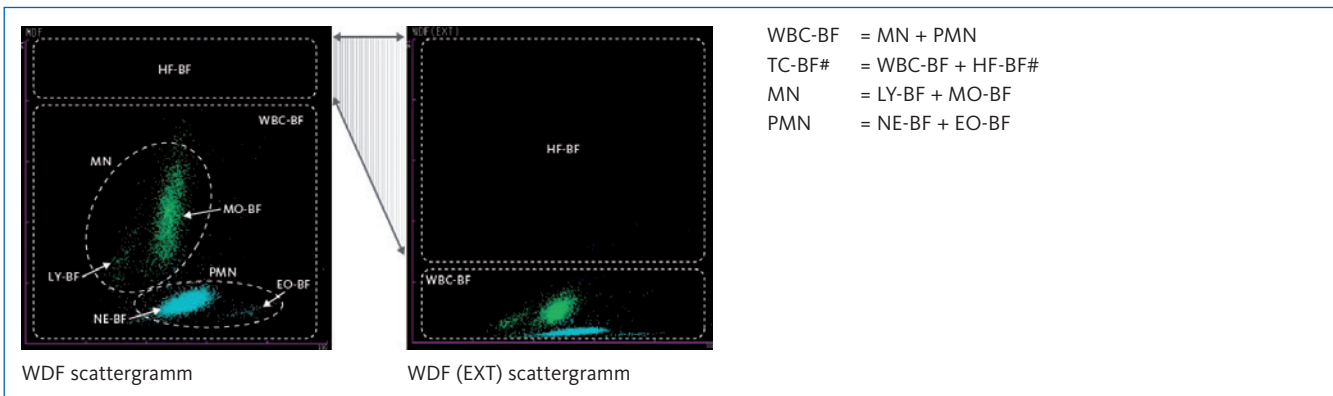 WDF
HF-BF
WBC-BF
MN
MO-BF
LY-BF
PMN
EO-BF
NE-BF
WDF scattergramm
WDF(EXT)
HF-BF
WBC-BF
WDF (EXT) scattergramm
WBC-BF = MN + PMN
TC-BF# = WBC-BF + HF-BF#
MN = LY-BF + MO-BF
PMN = NE-BF + EO-BF